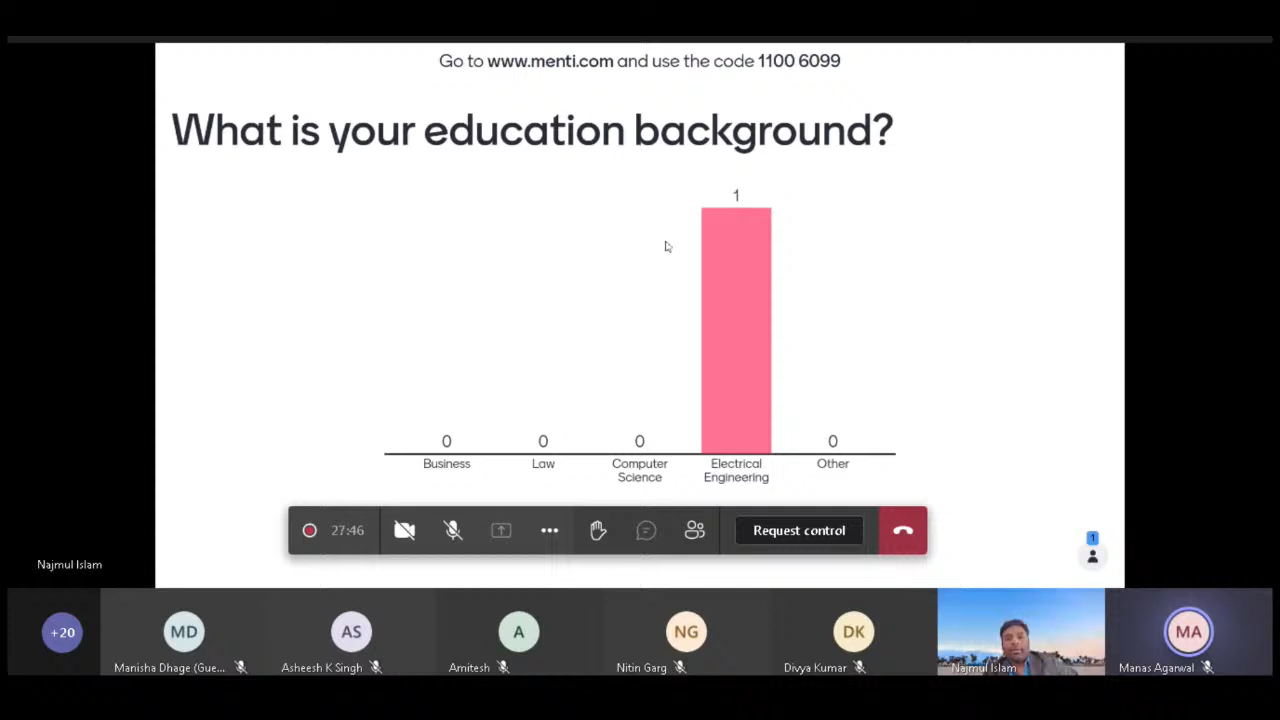 Go to www.menti.com and use the code 1100 6099
What is your education background?
1
0
0
0
0
Business
Law
Computer
Science
Electrical
Engineering
Other
27:46
Request control
1
Najmul Islam
+20
MD
AS
A
NG
DK
MA
Manisha Dhage (Gue...
Asheesh K Singh
Amitesh
Nitin Garg
Divya Kumar
Najmul Islam
Manas Agarwal